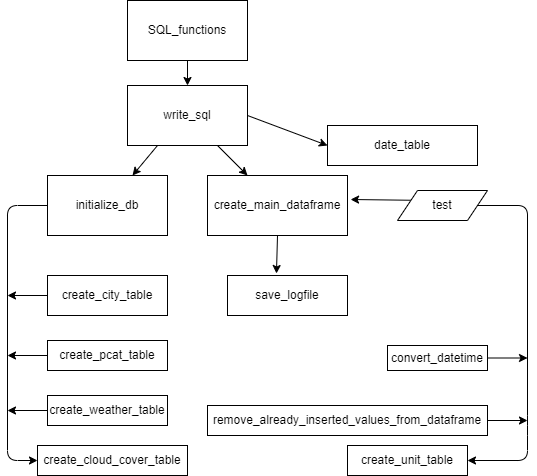 SQL_functions
write_sql
date_table
initialize_db
create_main_dataframe
test
create_city_table
save_logfile
create_pcat_table
convert_datetime
create_weather_table
remove_already_inserted_values_from_dataframe
create_cloud_cover_table
create_unit_table